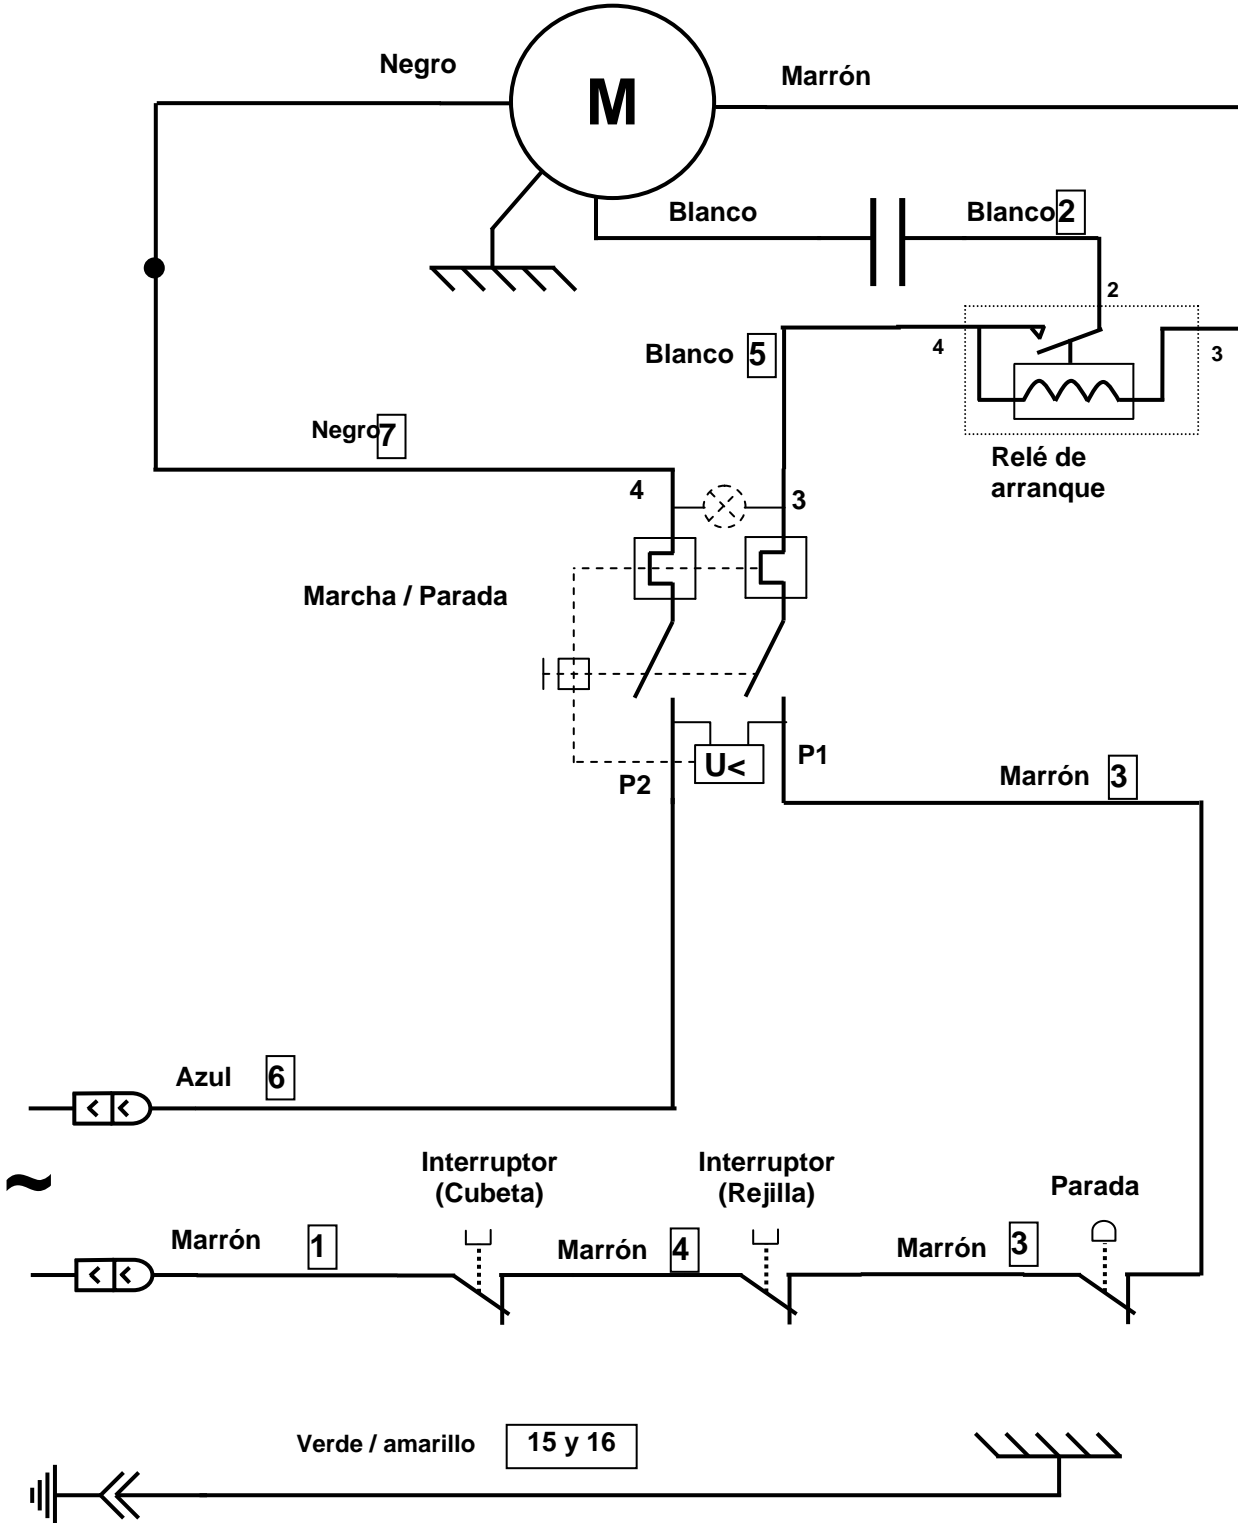 Negro
M
Marrón
Blanco
Blanco 2
2
Blanco 5
4
3
Negro 7
Relé de
arranque
4
3
Marcha / Parada
U<
P1
P2
Marrón 3
Azul 6
~
Interruptor
(Cubeta)
Interruptor
(Rejilla)
Parada
Marrón 1
Marrón 4
Marrón 3
Verde / amarillo 15 y 16